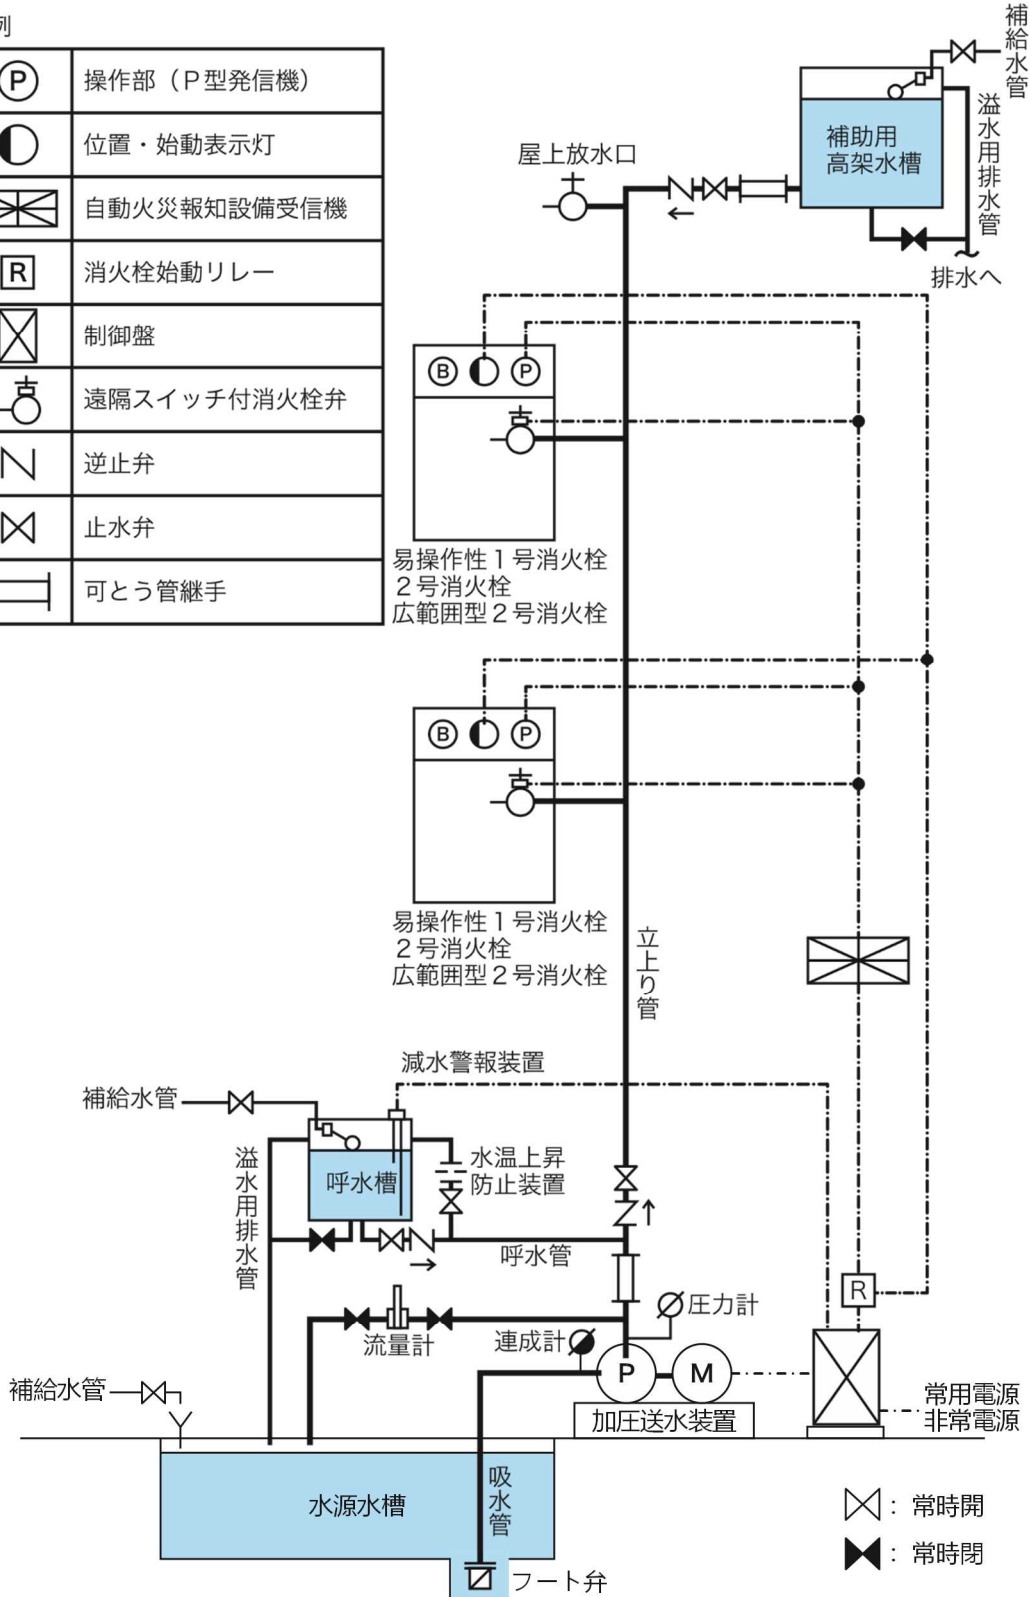 例
P 操作部（Ｐ型発信機）
位置・始動表示灯
自動火災報知設備受信機
R 消火栓始動リレー
制御盤
遠隔スイッチ付消火栓弁
逆止弁
止水弁
可とう管継手
補給水管
溢水用排水管
補助用
高架水槽
屋上放水口
排水へ
B P
易操作性１号消火栓
２号消火栓
広範囲型２号消火栓
B P
易操作性１号消火栓
２号消火栓
広範囲型２号消火栓
立上り管
減水警報装置
補給水管
溢水用排水管
呼水槽
水温上昇
防止装置
呼水管
R
圧力計
流量計
連成計
P M
加圧送水装置
常用電源
非常電源
補給水管
水源水槽
吸水管
フート弁
： 常時開
： 常時閉